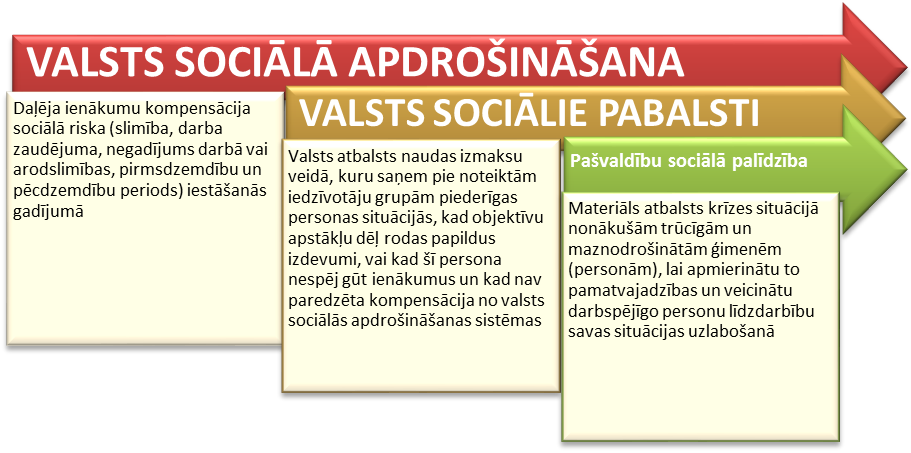 VALSTS SOCIĀLĀ APDROŠINĀŠANA
Daļēja ienākumu kompensācija
sociālā riska (slimība, darba
zaudējuma, negadījums darbā vai
arodslimības, pirmsdzemdību un
pēcdzemdību periods) iestāšanās
gadījumā
VALSTS SOCIĀLIE PABALSTI
Valsts atbalsts naudas izmaksu
veidā, kuru saņem pie noteiktām
iedzīvotāju grupām piederīgas
personas situācijās, kad objektīvu
apstākļu dēļ rodas papildus
izdevumi, vai kad šī persona
nespēj gūt ienākumus un kad nav
paredzēta kompensācija no valsts
sociālās apdrošināšanas sistēmas
Pašvaldību sociālā palīdzība
Materiāls atbalsts krīzes situācijā
nonākušām trūcīgām un
maznodrošinātām ģimenēm
(personām), lai apmierinātu to
pamatvajadzības un veicinātu
darbspējīgo personu līdzdarbību
savas situācijas uzlabošanā